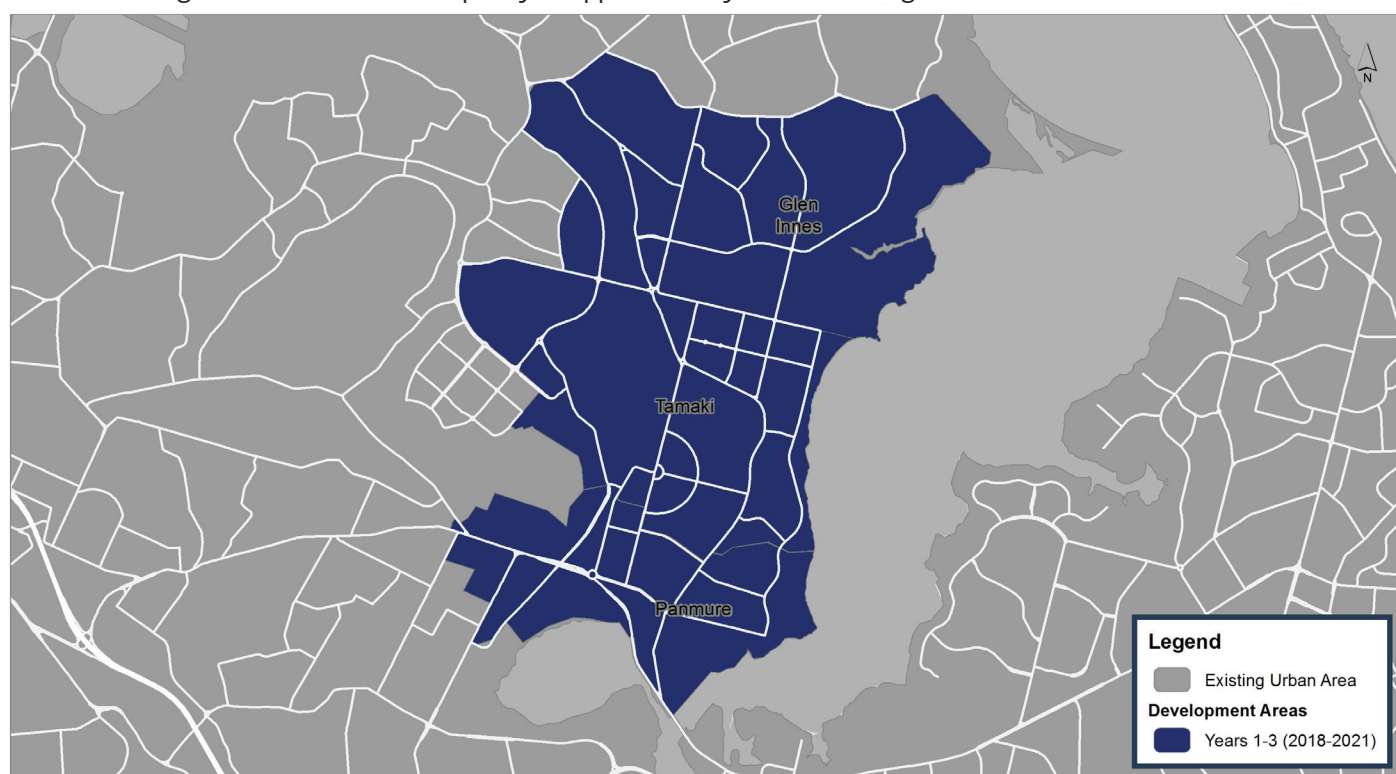 N
Glen
Innes
Tamaki
Panmure
Legend
Existing Urban Area
Development Areas
Years 1-3 (2018-2021)